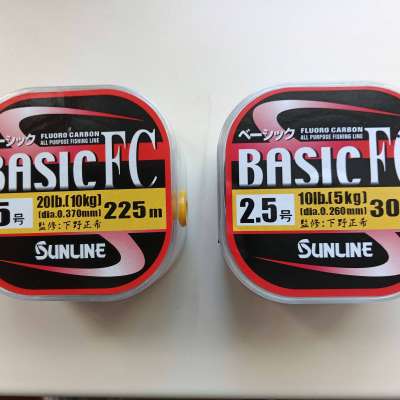 ーシック
FLUORO CARBON
ALL PURPOSE FISHING LINE
BASIC FC
5号
20lb.(10kg)
(dia.0.370mm)
225m
監修:下野正希
SUNLINE
ベーシック
FLUORO CARBON
ALL PURPOSE FISHING LINE
BASIC FC
2.5号
10lb.(5kg)
(dia.0.260mm)
30
監修:下野正希
SUNLINE